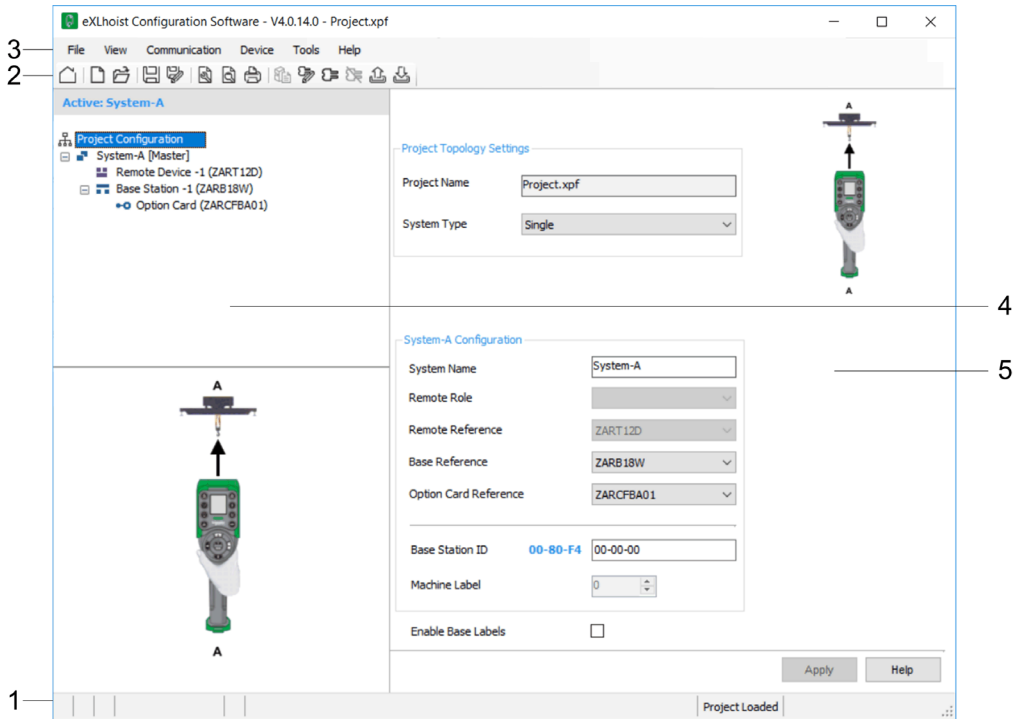 eXLhoist Configuration Software - V4.0.14.0 - Project.xpf
3
File View Communication Device Tools Help
2
Active: System-A
Project Configuration
System-A [Master]
Remote Device -1 (ZART12D)
Base Station -1 (ZARB18W)
Option Card (ZARCFBA01)
A
A
Project Topology Settings
Project Name Project.xpf
System Type Single
A
A
4
System-A Configuration
System Name System-A
Remote Role
Remote Reference ZART12D
Base Reference ZARB18W
Option Card Reference ZARCFBA01
Base Station ID 00-80-F4 00-00-00
Machine Label 0
Enable Base Labels
5
Apply Help
1
Project Loaded